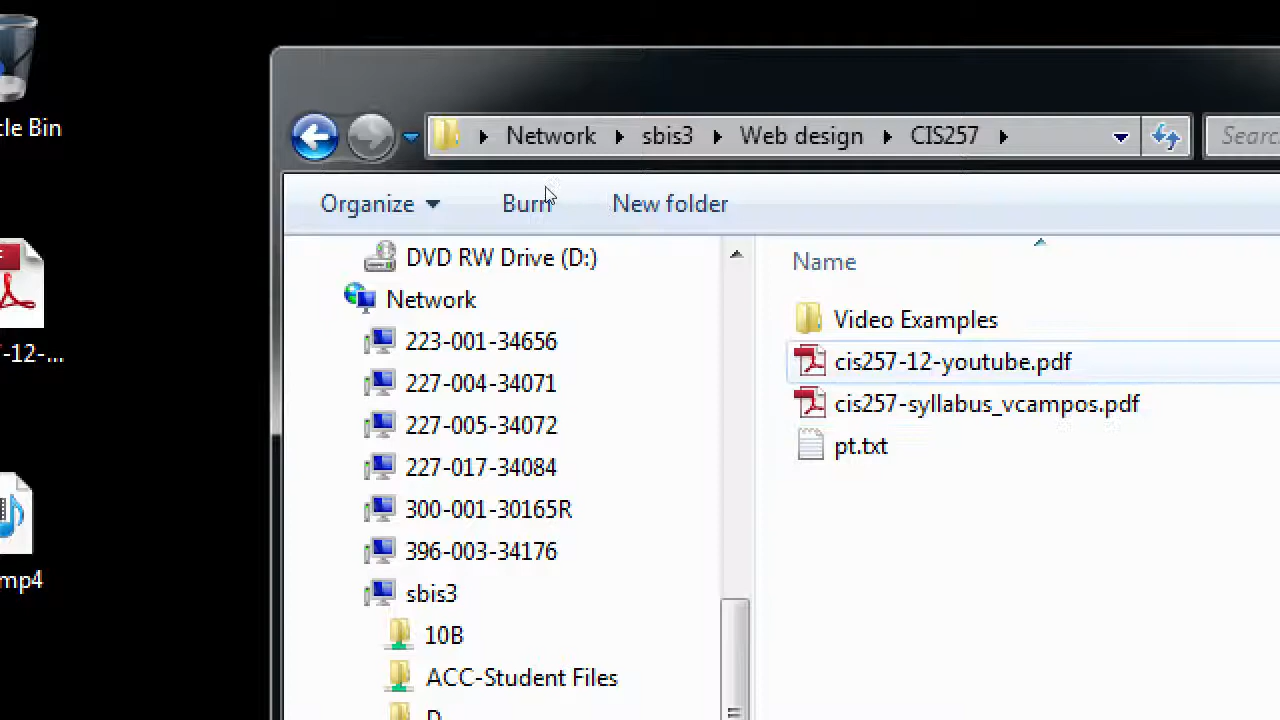 cle Bin
-12-...
mp4
Network sbis3 Web design CIS257
Searc
Organize Burn New folder
DVD RW Drive (D:)
Network
223-001-34656
227-004-34071
227-005-34072
227-017-34084
300-001-30165R
396-003-34176
sbis3
10B
ACC-Student Files
D
Name
Video Examples
cis257-12-youtube.pdf
cis257-syllabus_vcampos.pdf
pt.txt